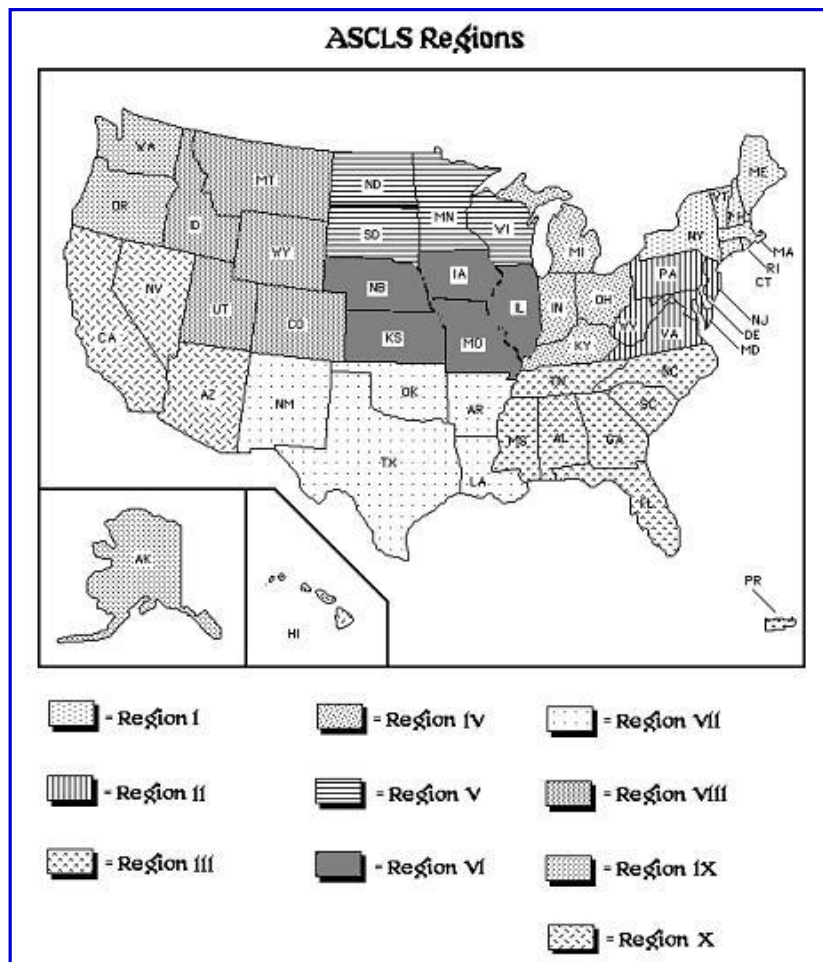 ASCLS Regions
WA
MT
ND
ME
OR
ID
MN
VT
NH
SD
WI
NY
WY
MI
MA
RI
CT
NV
UT
NB
IA
PA
IL
IN
OH
NJ
DE
MD
CO
KS
MO
WV
VA
KY
CA
AZ
NM
OK
AR
TN
NC
SC
TX
LA
MS
AL
GA
FL
AK
HI
PR
= Region I
= Region IV
= Region VII
= Region II
= Region V
= Region VIII
= Region III
= Region VI
= Region IX
= Region X